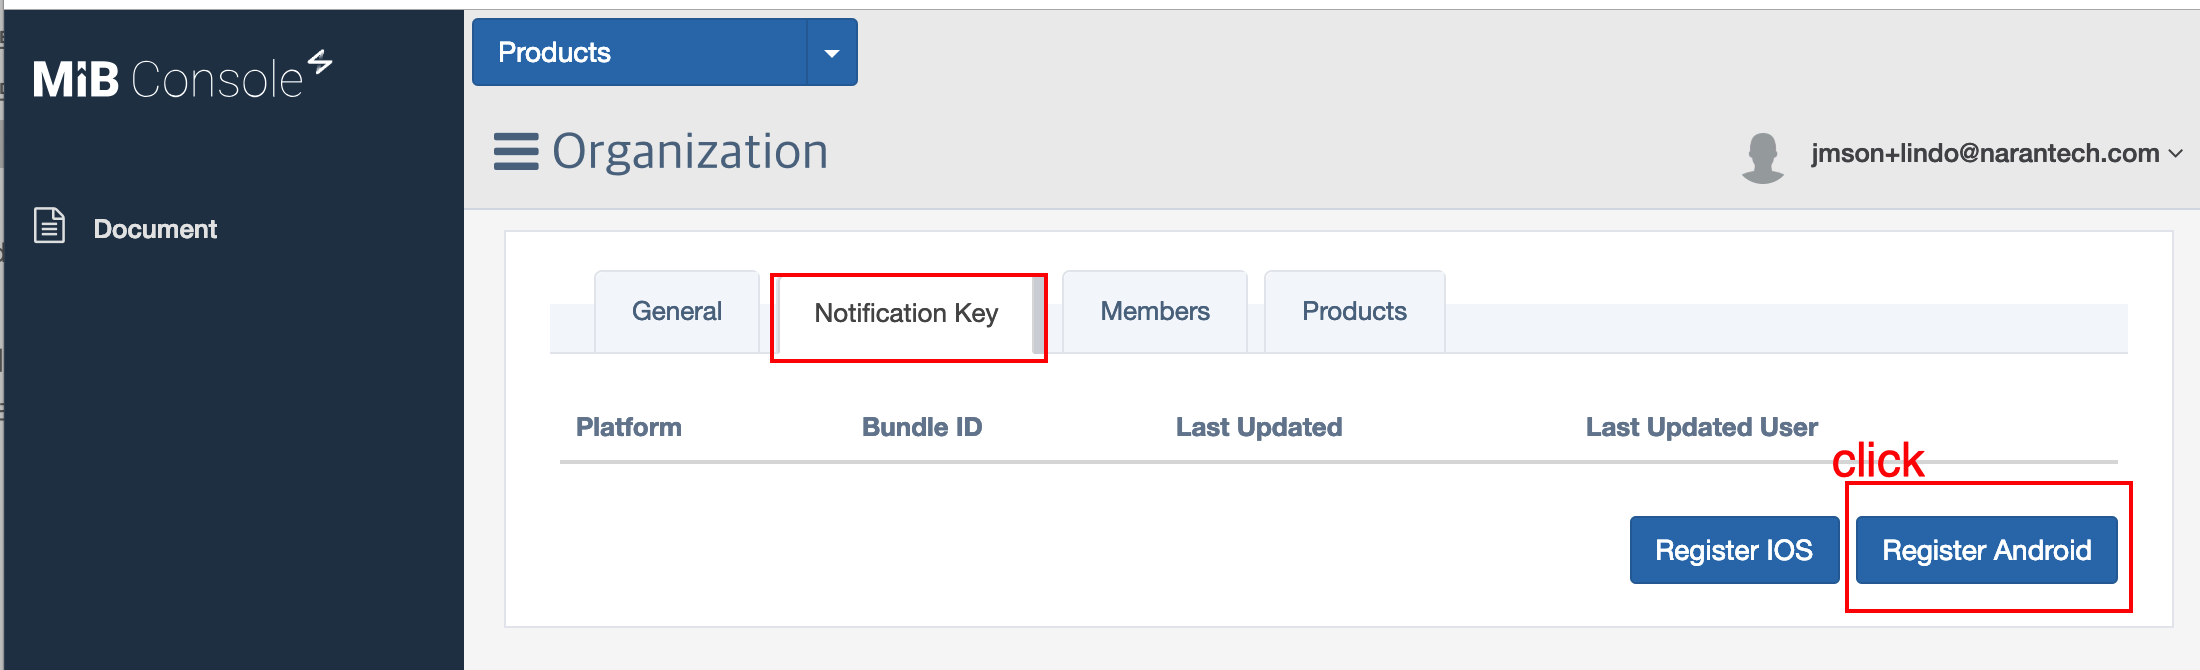 Products
MiB Console
Organization
jmson+lindo@narantech.com
Document
General
Notification Key
Members
Products
Platform
Bundle ID
Last Updated
Last Updated User
click
Register IOS
Register Android